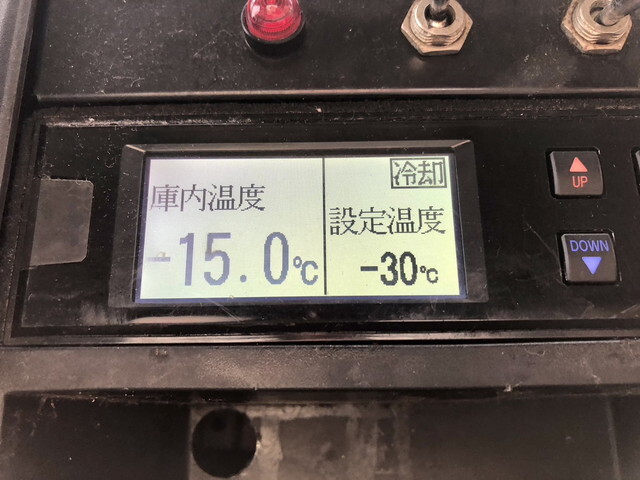 庫内温度
-15.0℃
冷却
設定温度
-30℃
UP
DOWN